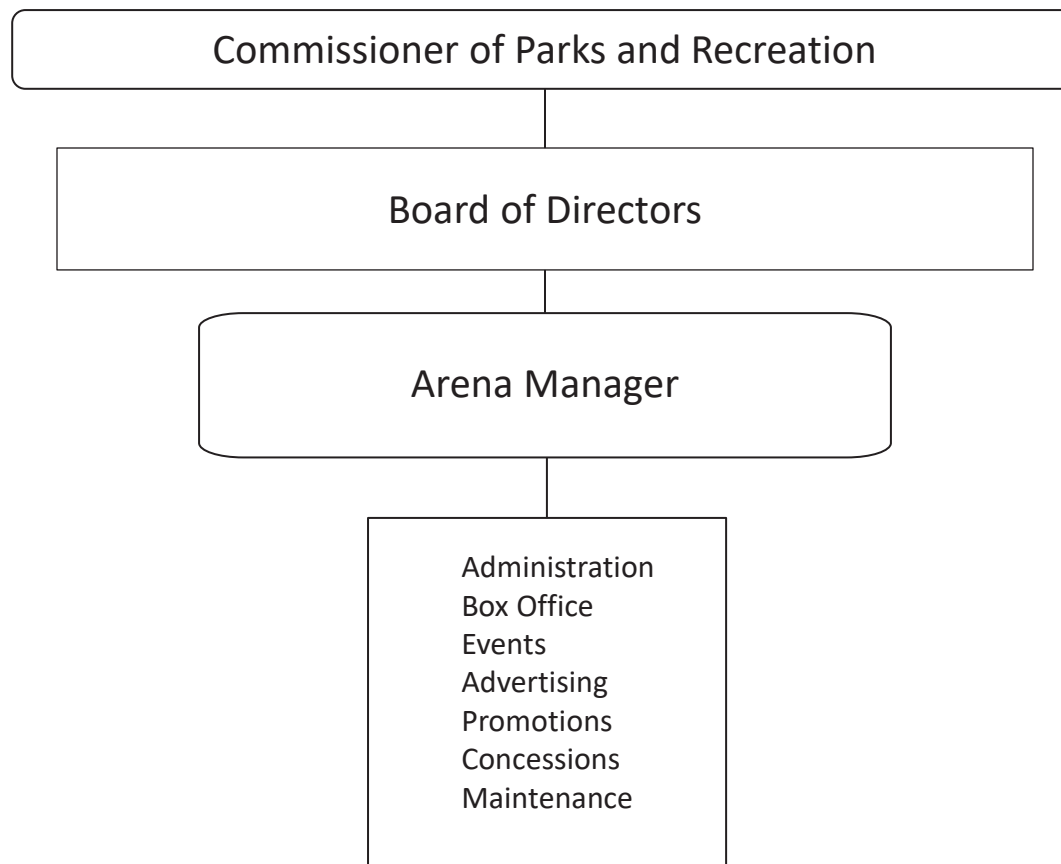 Commissioner of Parks and Recreation
Board of Directors
Arena Manager
Administration
Box Office
Events
Advertising
Promotions
Concessions
Maintenance